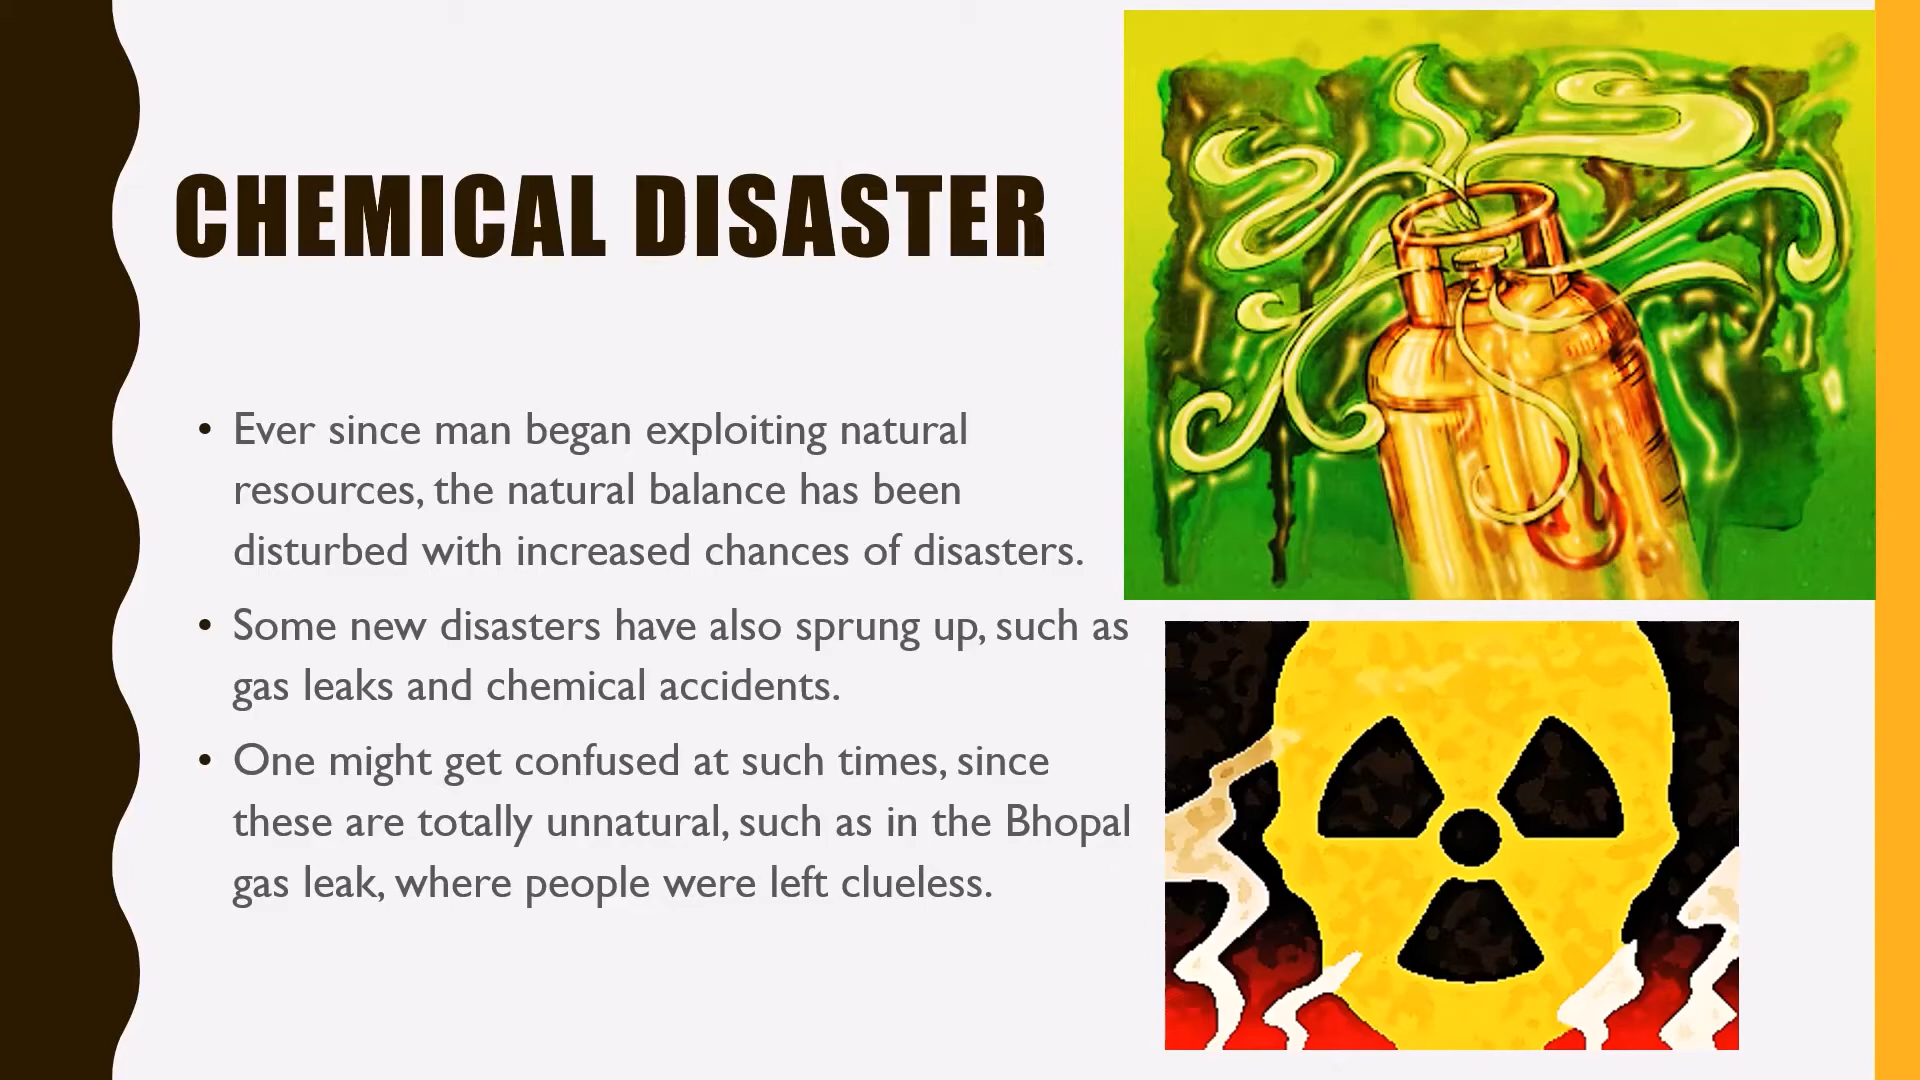 CHEMICAL DISASTER
• Ever since man began exploiting natural
resources, the natural balance has been
disturbed with increased chances of disasters.
• Some new disasters have also sprung up, such as
gas leaks and chemical accidents.
• One might get confused at such times, since
these are totally unnatural, such as in the Bhopal
gas leak, where people were left clueless.